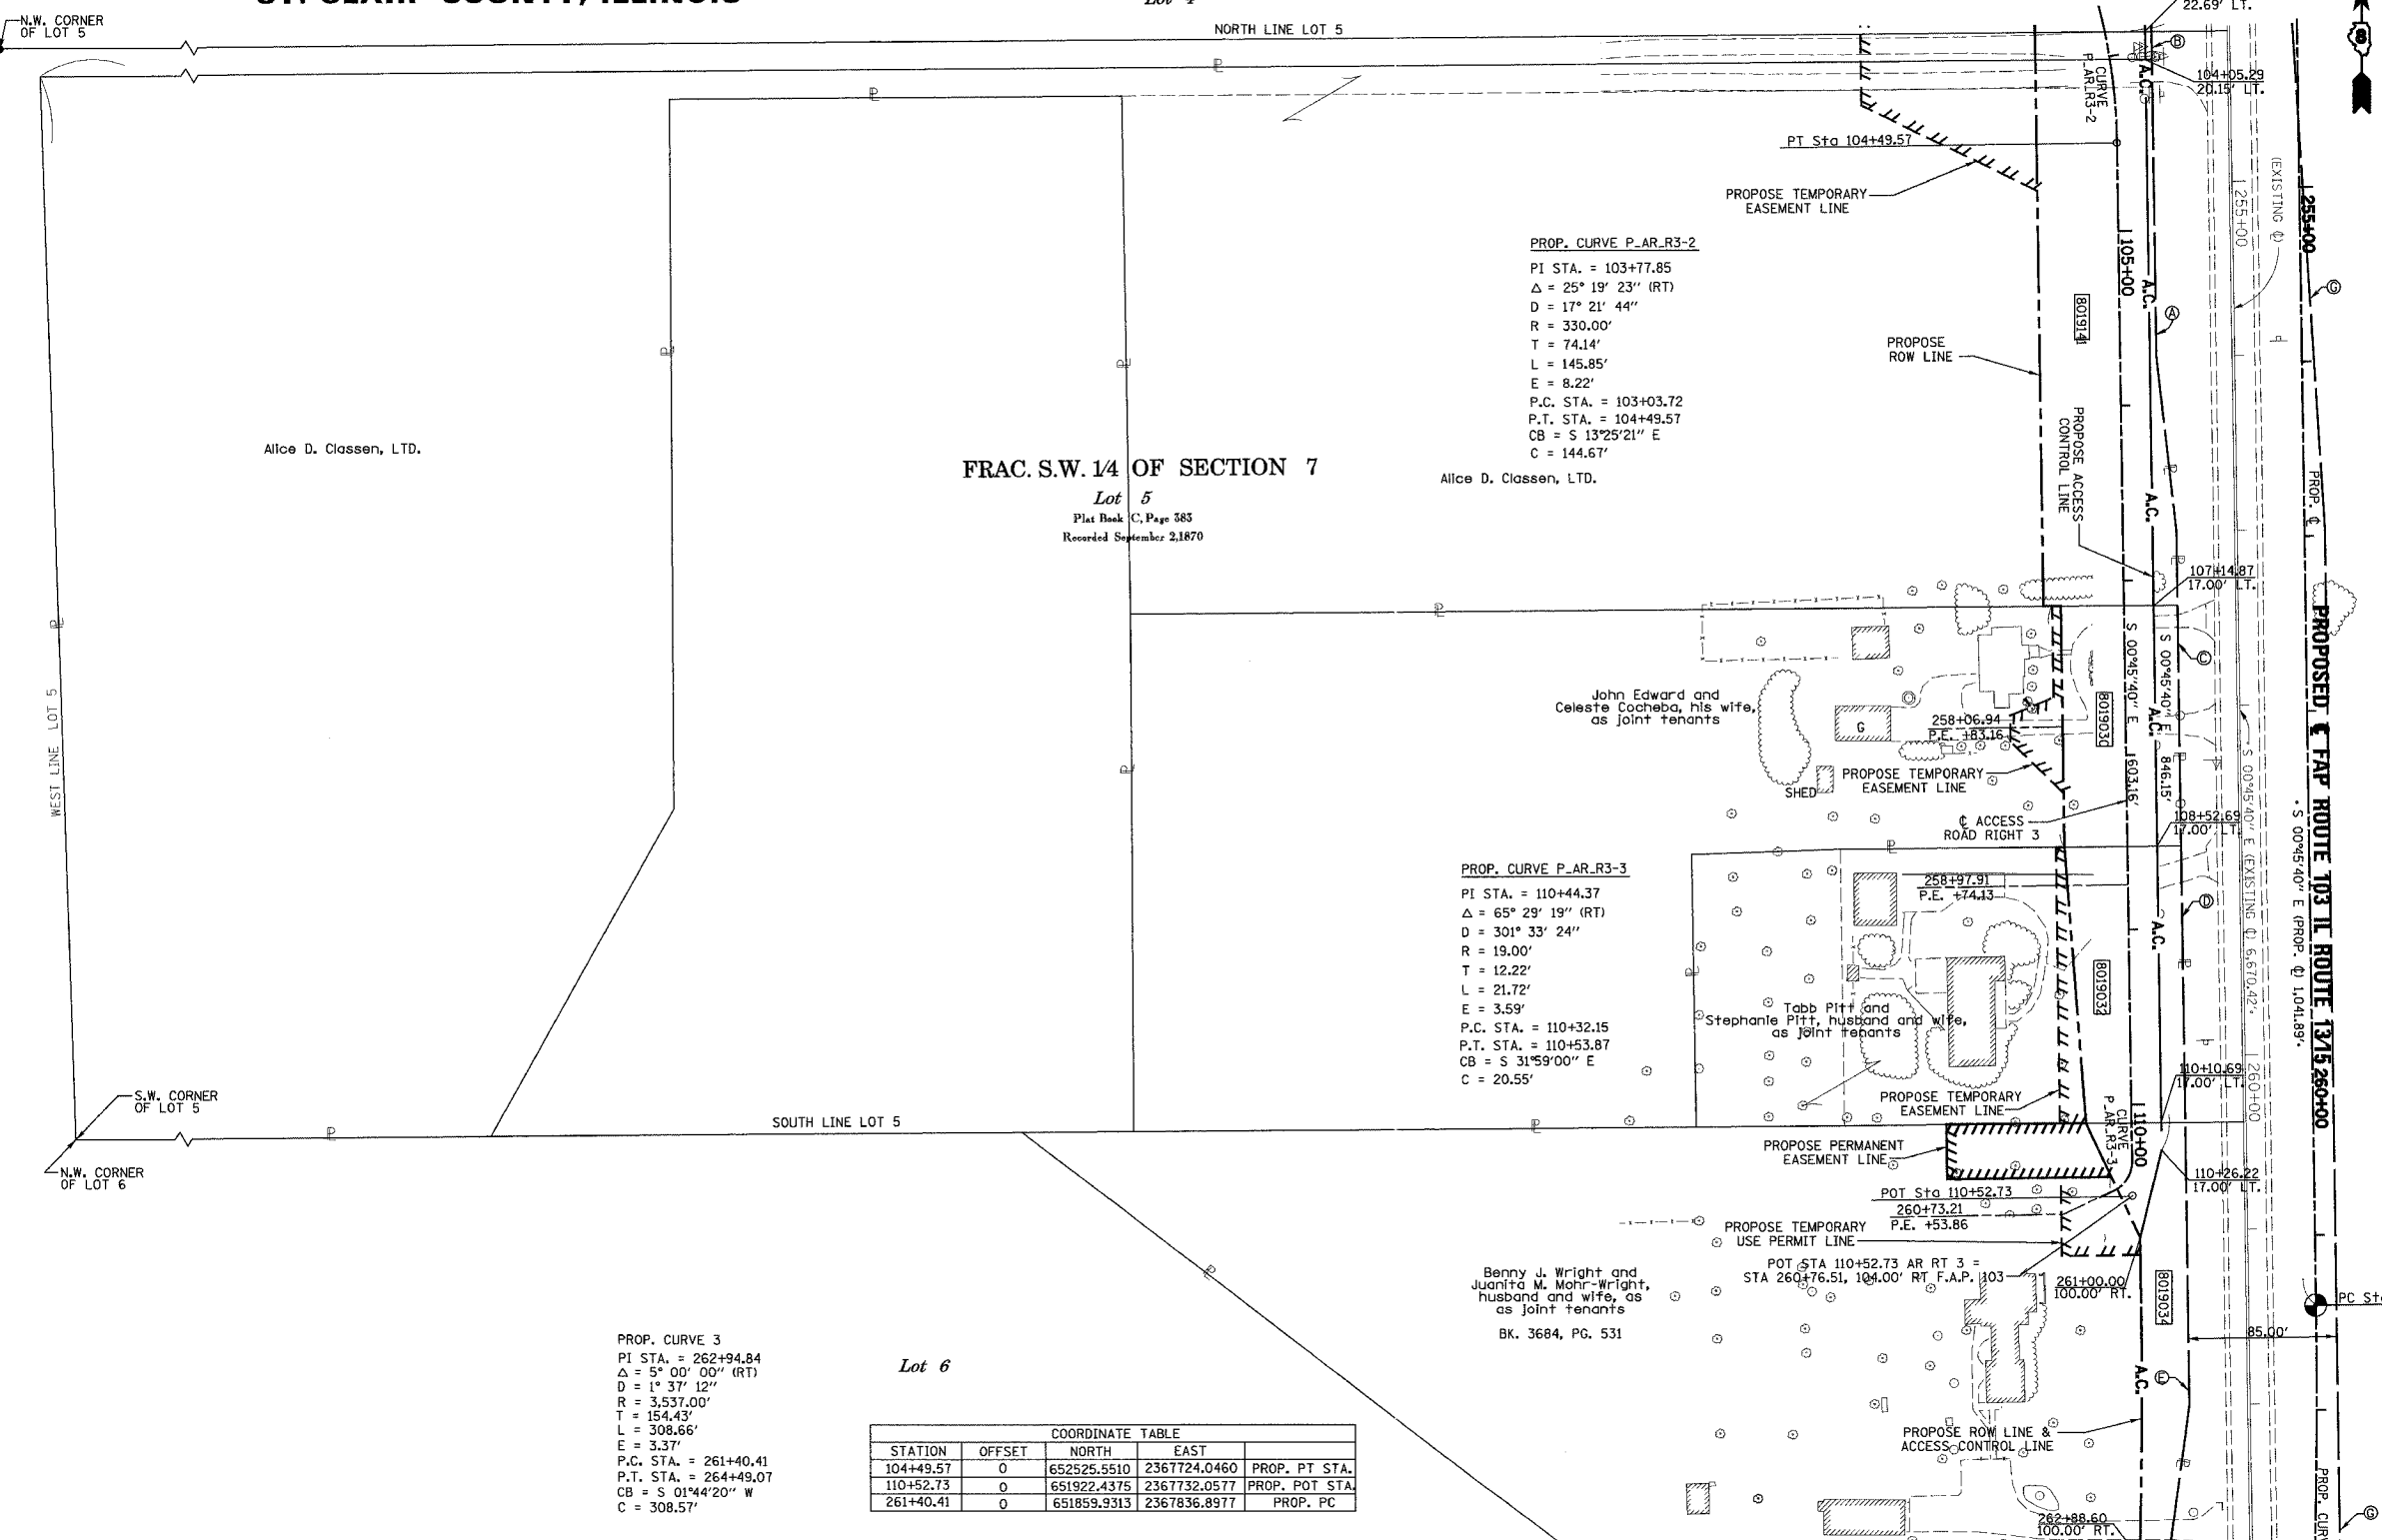 N.W. CORNER
OF LOT 5
NORTH LINE LOT 5
22.69' LT.
8
B
104+05.29
20.15' LT.
CURVE
P_AR_R3-2
A.C.
PT Sta 104+49.57
PROPOSE TEMPORARY
EASEMENT LINE
PROP. CURVE P_AR_R3-2
PI STA. = 103+77.85
Δ = 25° 19' 23'' (RT)
D = 17° 21' 44''
R = 330.00'
T = 74.14'
L = 145.85'
E = 8.22'
P.C. STA. = 103+03.72
P.T. STA. = 104+49.57
CB = S 13°25'21'' E
C = 144.67'
105+00
A.C.
8019141
A
255+00
(EXISTING ℄)
255+00
G
PROPOSE
ROW LINE
PROPOSE ACCESS
CONTROL LINE
A.C.
PROP. ℄
Alice D. Classen, LTD.
FRAC. S.W. 1/4 OF SECTION 7
Lot 5
Plat Book C, Page 383
Recorded September 2,1870
Alice D. Classen, LTD.
107+14.87
17.00' LT.
WEST LINE LOT 5
John Edward and
Celeste Cocheba, his wife,
as joint tenants
G
258+06.94
P.E. +83.16
8019030
S 00°45'40'' E 603.16'
S 00°45'40'' E 846.15'
A.C.
C
PROPOSE TEMPORARY
EASEMENT LINE
SHED
℄ ACCESS
ROAD RIGHT 3
108+52.69
17.00' LT.
S 00°45'40'' E (EXISTING ℄) 6,670.42'
S 00°45'40'' E (PROP. ℄) 1,041.89'
PROPOSED ℄ FAP ROUTE 103 IL ROUTE 13/15
260+00
PROP. CURVE P_AR_R3-3
PI STA. = 110+44.37
Δ = 65° 29' 19'' (RT)
D = 301° 33' 24''
R = 19.00'
T = 12.22'
L = 21.72'
E = 3.59'
P.C. STA. = 110+32.15
P.T. STA. = 110+53.87
CB = S 31°59'00'' E
C = 20.55'
258+97.91
P.E. +74.13
A.C.
D
8019032
Tabb Pitt and
Stephanie Pitt, husband and wife,
as joint tenants
110+10.69
17.00' LT.
260+00
PROPOSE TEMPORARY
EASEMENT LINE
CURVE
P_AR_R3-3
110+00
S.W. CORNER
OF LOT 5
SOUTH LINE LOT 5
PROPOSE PERMANENT
EASEMENT LINE
N.W. CORNER
OF LOT 6
110+26.22
17.00' LT.
POT Sta 110+52.73
260+73.21
P.E. +53.86
PROPOSE TEMPORARY
USE PERMIT LINE
POT STA 110+52.73 AR RT 3 =
STA 260+76.51, 104.00' RT F.A.P. 103
261+00.00
100.00' RT.
8019034
Benny J. Wright and
Juanita M. Mohr-Wright,
husband and wife, as
as joint tenants
BK. 3684, PG. 531
85.00'
A.C.
E
PROPOSE ROW LINE &
ACCESS CONTROL LINE
262+88.60
100.00' RT.
G
PROP. CURVE 3
PI STA. = 262+94.84
Δ = 5° 00' 00'' (RT)
D = 1° 37' 12''
R = 3,537.00'
T = 154.43'
L = 308.66'
E = 3.37'
P.C. STA. = 261+40.41
P.T. STA. = 264+49.07
CB = S 01°44'20'' W
C = 308.57'
Lot 6
COORDINATE TABLE
STATION OFFSET NORTH EAST
104+49.57 0 652525.5510 2367724.0460 PROP. PT STA.
110+52.73 0 651922.4375 2367732.0577 PROP. POT STA.
261+40.41 0 651859.9313 2367836.8977 PROP. PC